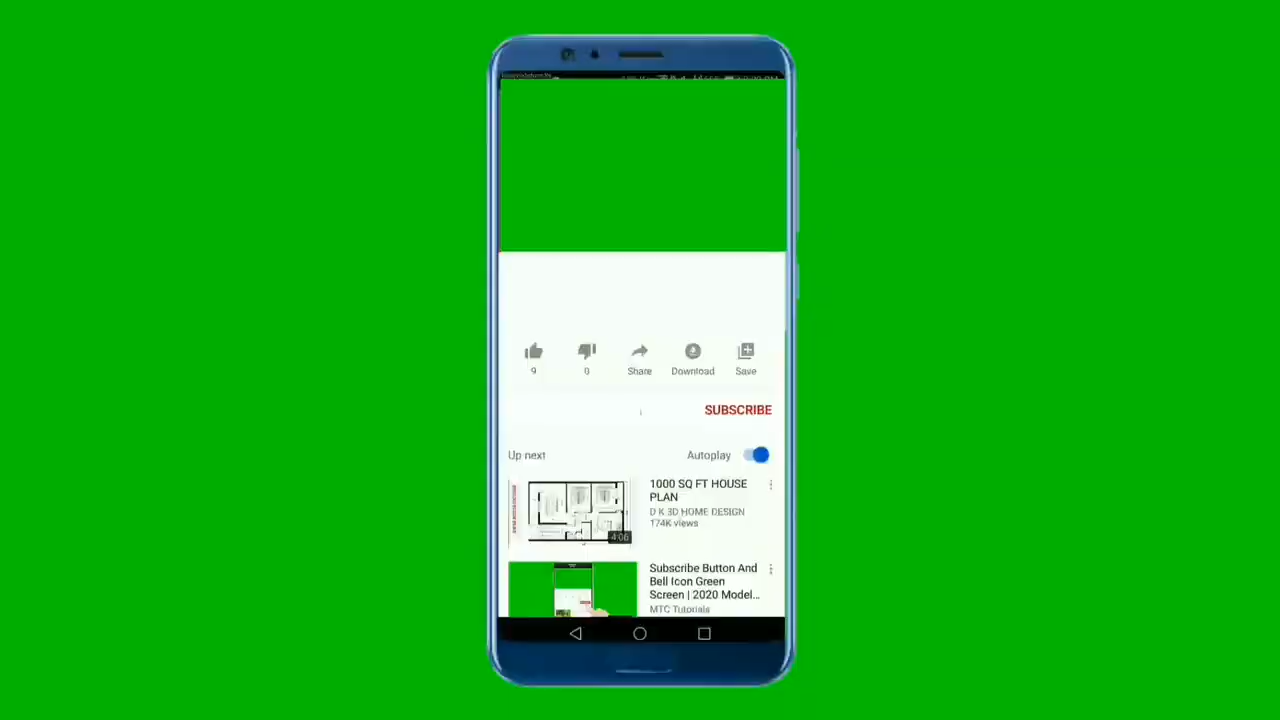 9
0
Share
Download
Save
SUBSCRIBE
Up next
Autoplay
1000 SQ FT HOUSE
PLAN
D K 3D HOME DESIGN
174K views
4:06
Subscribe Button And
Bell Icon Green
Screen | 2020 Model...
MTC Tutorials